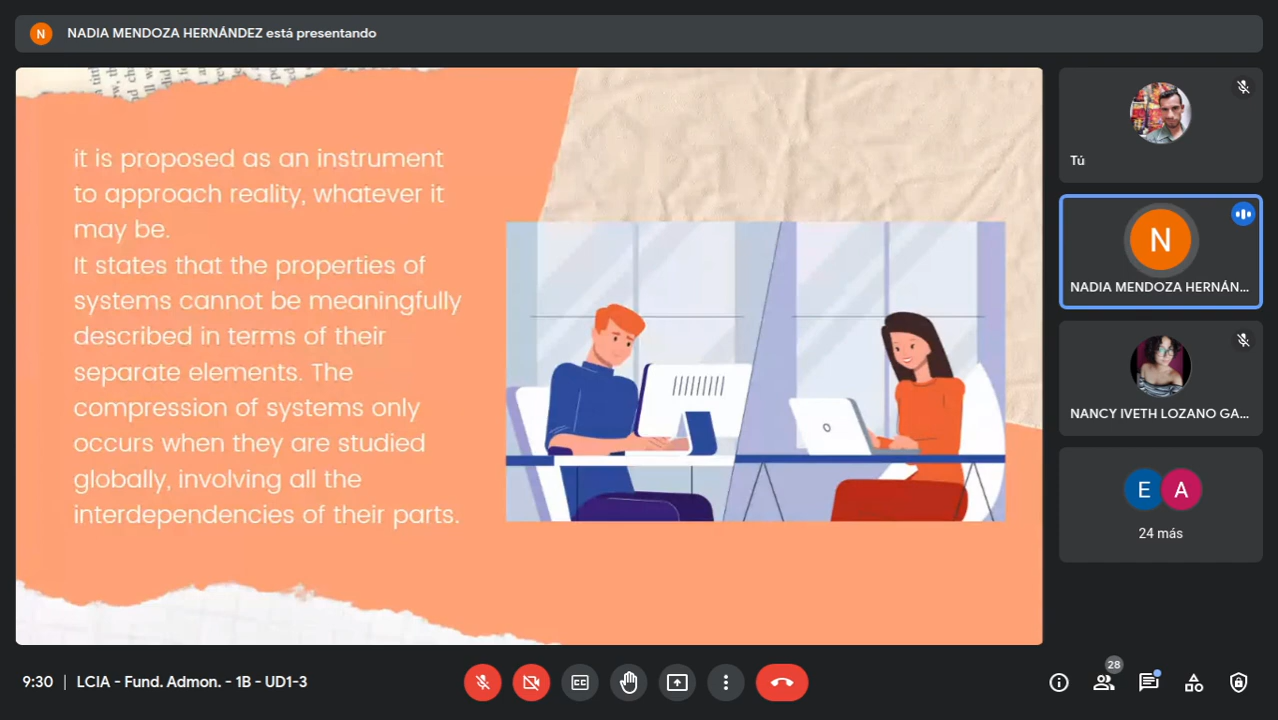 N NADIA MENDOZA HERNÁNDEZ está presentando
it is proposed as an instrument
to approach reality, whatever it
may be.
It states that the properties of
systems cannot be meaningfully
described in terms of their
separate elements. The
compression of systems only
occurs when they are studied
globally, involving all the
interdependencies of their parts.
Tú
N
NADIA MENDOZA HERNÁN...
NANCY IVETH LOZANO GA...
E A
24 más
9:30 | LCIA - Fund. Admon. - 1B - UD1-3
CC
28